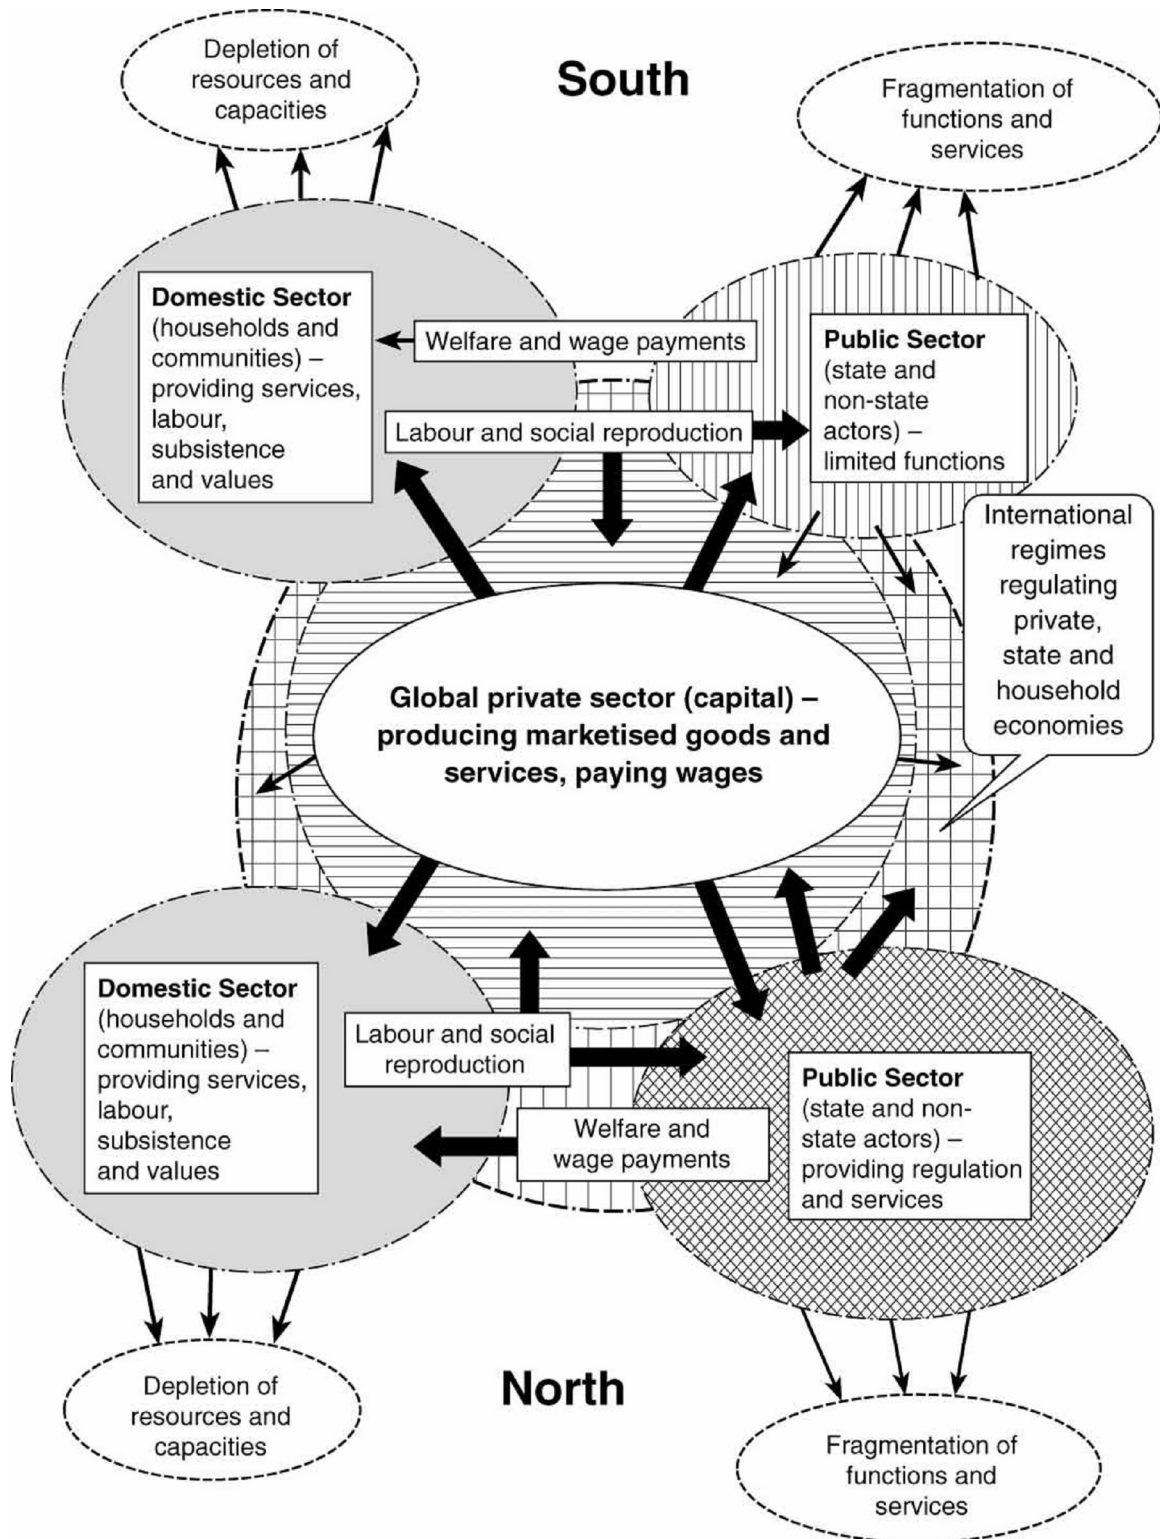 South
Depletion of
resources and
capacities
Fragmentation of
functions and
services
Domestic Sector
(households and
communities) –
providing services,
labour,
subsistence
and values
Welfare and wage payments
Labour and social reproduction
Public Sector
(state and
non-state
actors) –
limited functions
International
regimes
regulating
private,
state and
household
economies
Global private sector (capital) –
producing marketised goods and
services, paying wages
Domestic Sector
(households and
communities) –
providing services,
labour,
subsistence
and values
Labour and social
reproduction
Welfare and
wage payments
Public Sector
(state and non-
state actors) –
providing regulation
and services
North
Depletion of
resources and
capacities
Fragmentation of
functions and
services